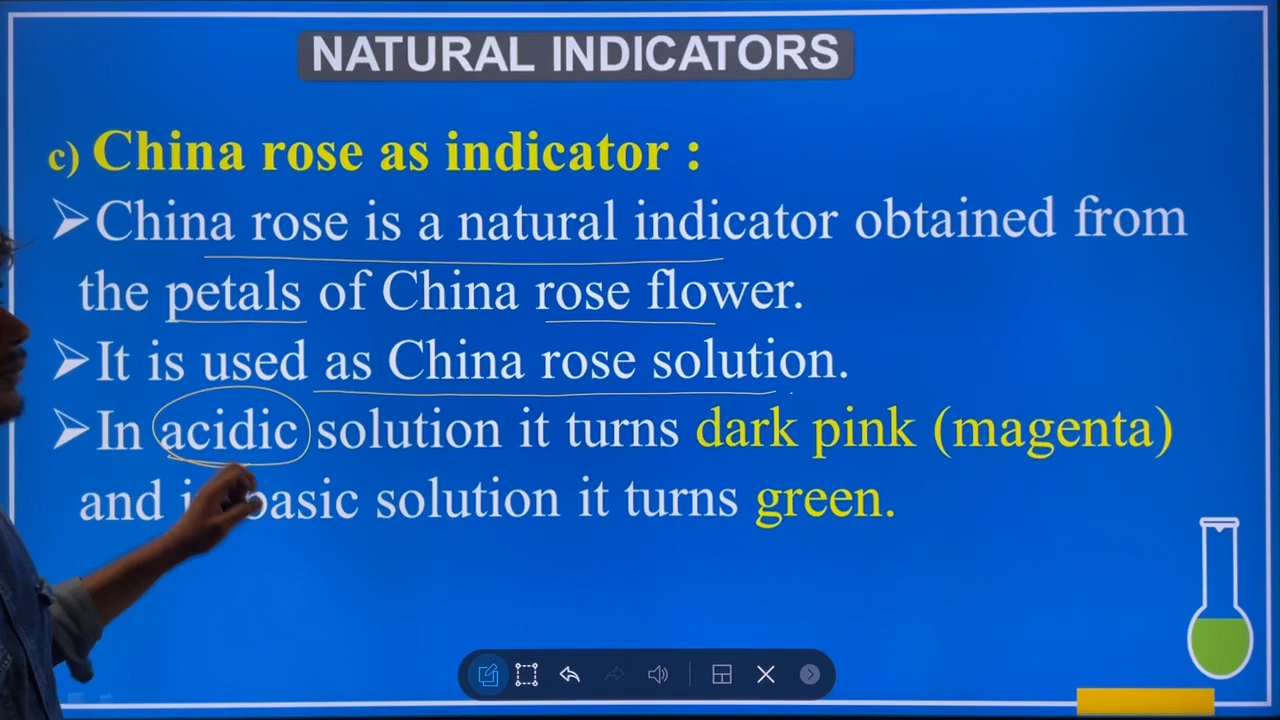 NATURAL INDICATORS
c) China rose as indicator :
➢China rose is a natural indicator obtained from
the petals of China rose flower.
➢It is used as China rose solution.
➢In acidic solution it turns dark pink (magenta)
and basic solution it turns green.